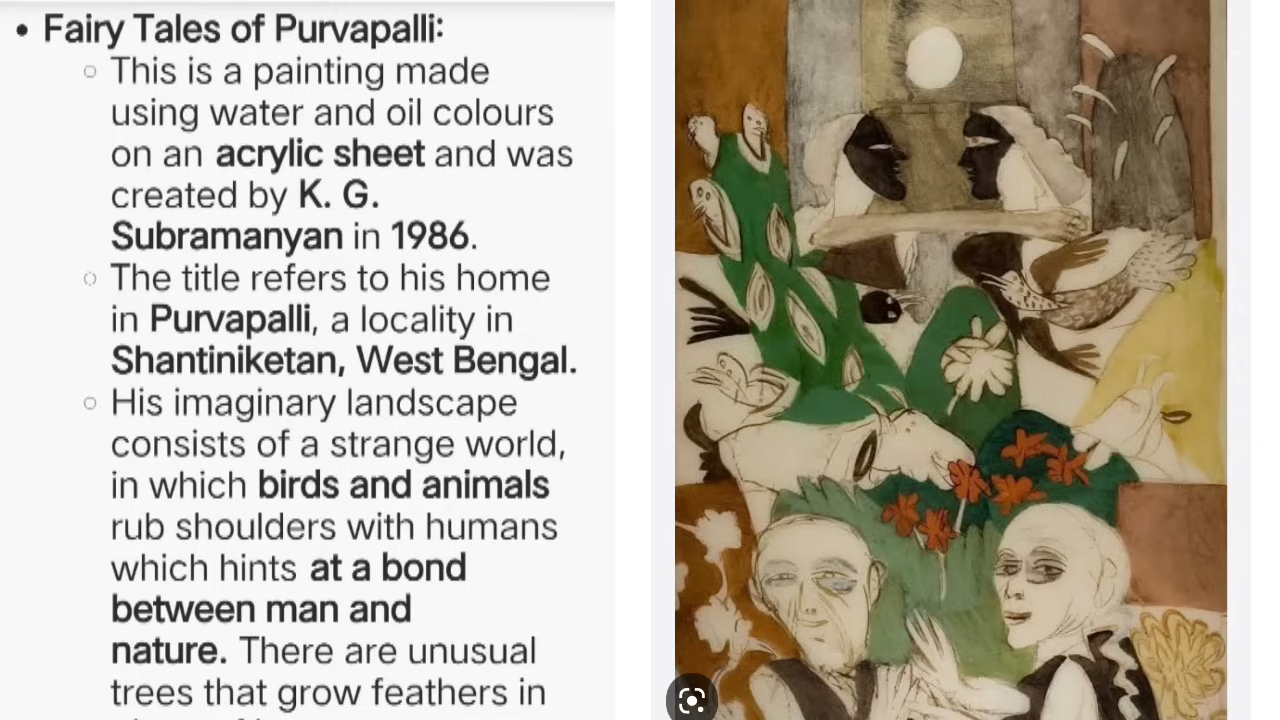 • Fairy Tales of Purvapalli:
○ This is a painting made
using water and oil colours
on an acrylic sheet and was
created by K. G.
Subramanyan in 1986.
○ The title refers to his home
in Purvapalli, a locality in
Shantiniketan, West Bengal.
○ His imaginary landscape
consists of a strange world,
in which birds and animals
rub shoulders with humans
which hints at a bond
between man and
nature. There are unusual
trees that grow feathers in